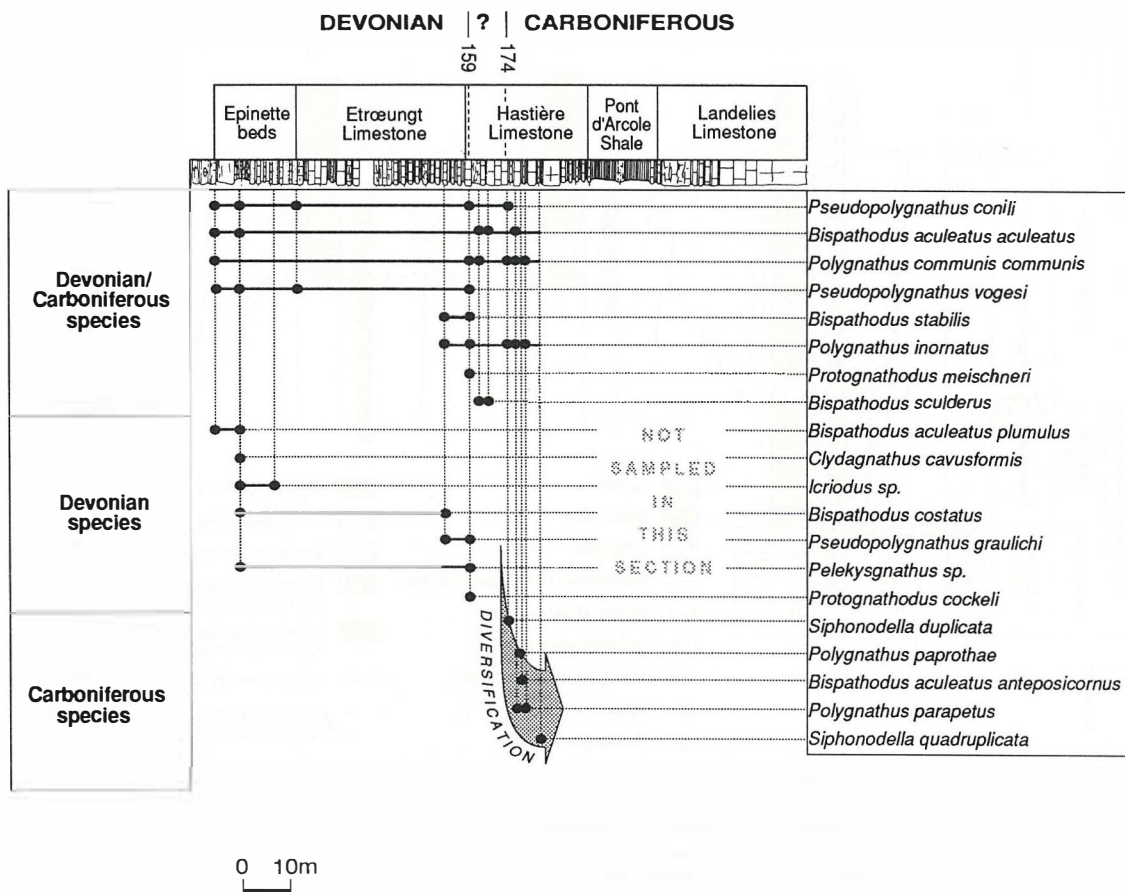 DEVONIAN | ? | CARBONIFEROUS
159
174
Epinette
beds
Etrœungt
Limestone
Hastière
Limestone
Pont
d'Arcole
Shale
Landelies
Limestone
Devonian/
Carboniferous
species
Pseudopolygnathus conili
Bispathodus aculeatus aculeatus
Polygnathus communis communis
Pseudopolygnathus vogesi
Bispathodus stabilis
Polygnathus inornatus
Protognathodus meischneri
Bispathodus sculderus
Devonian
species
Bispathodus aculeatus plumulus
Clydagnathus cavusformis
Icriodus sp.
Bispathodus costatus
Pseudopolygnathus graulichi
Pelekysgnathus sp.
Protognathodus cockeli
NOT
SAMPLED
IN
THIS
SECTION
Carboniferous
species
Siphonodella duplicata
Polygnathus paprothae
Bispathodus aculeatus anteposicornus
Polygnathus parapetus
Siphonodella quadruplicata
DIVERSIFICATION
0 10m